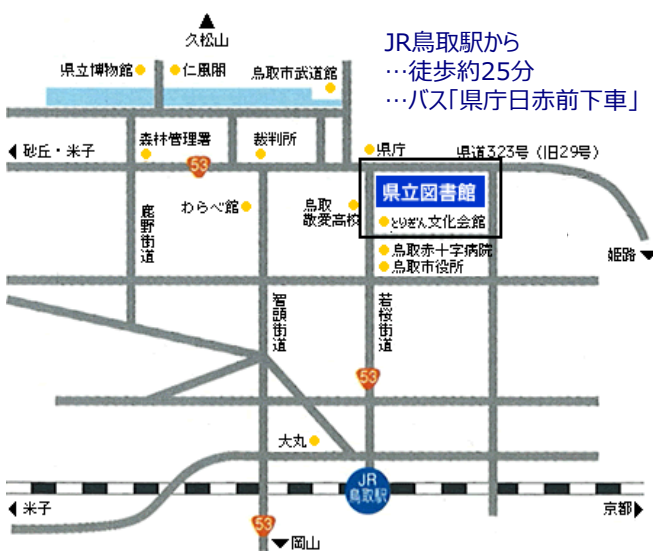 ▲
久松山
JR鳥取駅から
…徒歩約25分
…バス「県庁日赤前下車」
県立博物館
仁風閣
鳥取市武道館
◀砂丘・米子
森林管理署
裁判所
県庁
県道323号（旧29号）
53
県立図書館
鹿野街道
わらべ館
鳥取
敬愛高校
とりぎん文化会館
鳥取赤十字病院
鳥取市役所
姫路▼
智頭街道
若桜街道
53
大丸
JR
鳥取駅
◀米子
京都▶
53
▼岡山